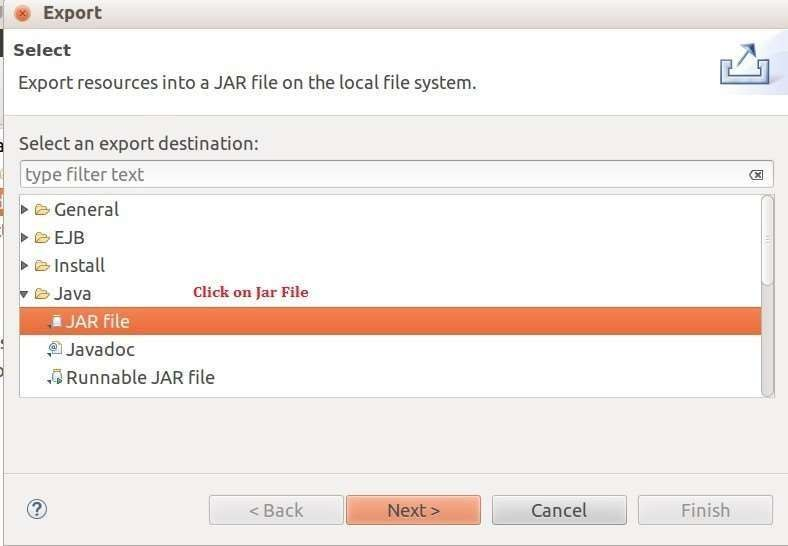 Export
Select
Export resources into a JAR file on the local file system.
Select an export destination:
type filter text
General
EJB
Install
Java
Click on Jar File
JAR file
Javadoc
Runnable JAR file
?
< Back
Next >
Cancel
Finish